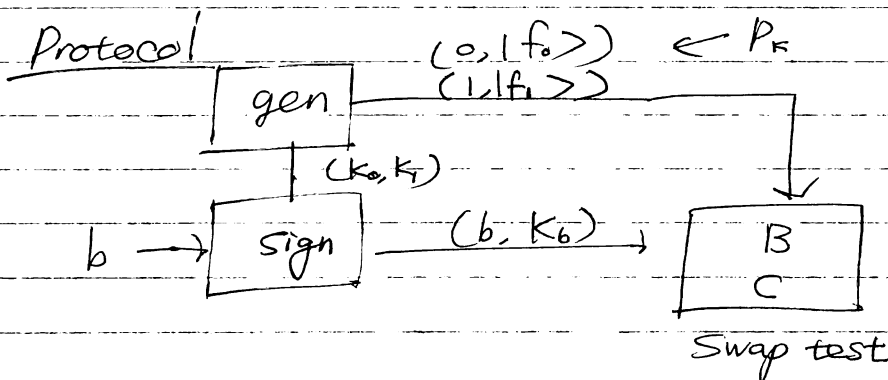 Protocol
(0, |f₀>) ← Pₖ
(1, |f₁>)
gen
(k₀, k₁)
b → sign
(b, K_b)
B
C
Swap test